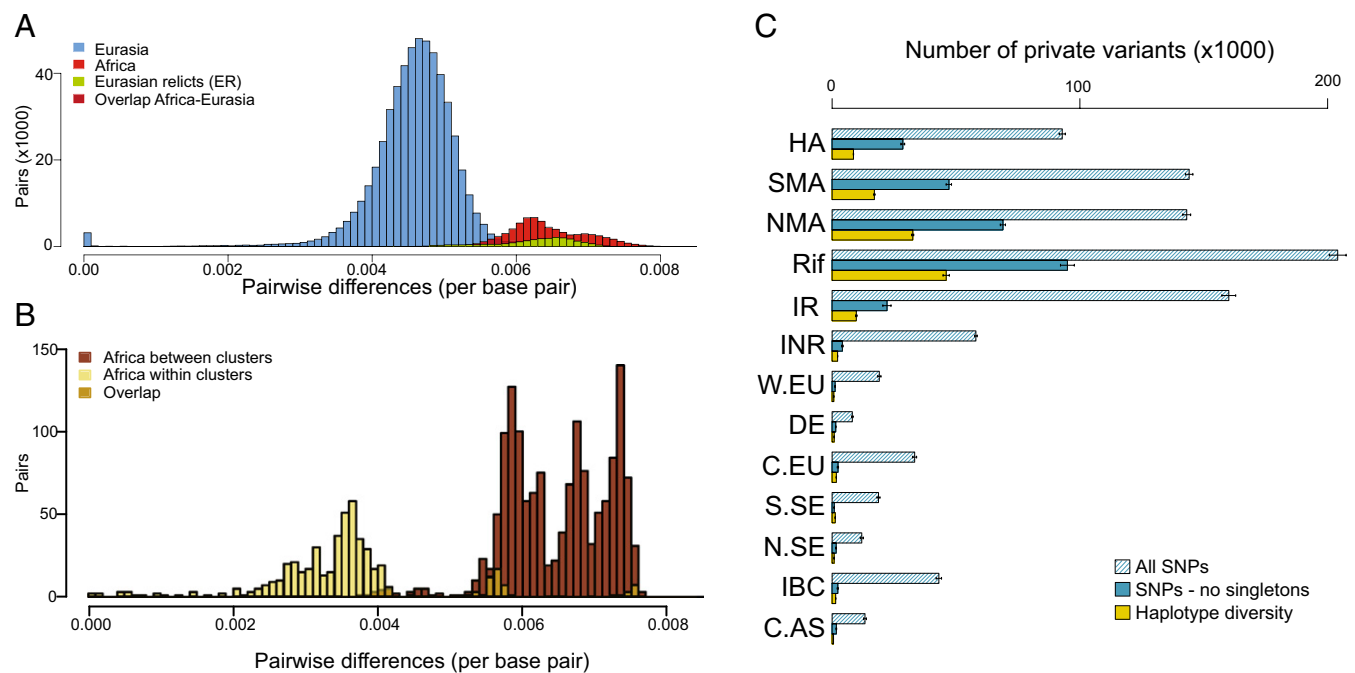 A
Eurasia
Africa
Eurasian relicts (ER)
Overlap Africa-Eurasia
Pairs (x1000)
40
20
0
0.00
0.002
0.004
0.006
0.008
Pairwise differences (per base pair)
B
Africa between clusters
Africa within clusters
Overlap
Pairs
150
100
50
0
0.000
0.002
0.004
0.006
0.008
Pairwise differences (per base pair)
C
Number of private variants (x1000)
0
100
200
HA
SMA
NMA
Rif
IR
INR
W.EU
DE
C.EU
S.SE
N.SE
IBC
C.AS
All SNPs
SNPs - no singletons
Haplotype diversity